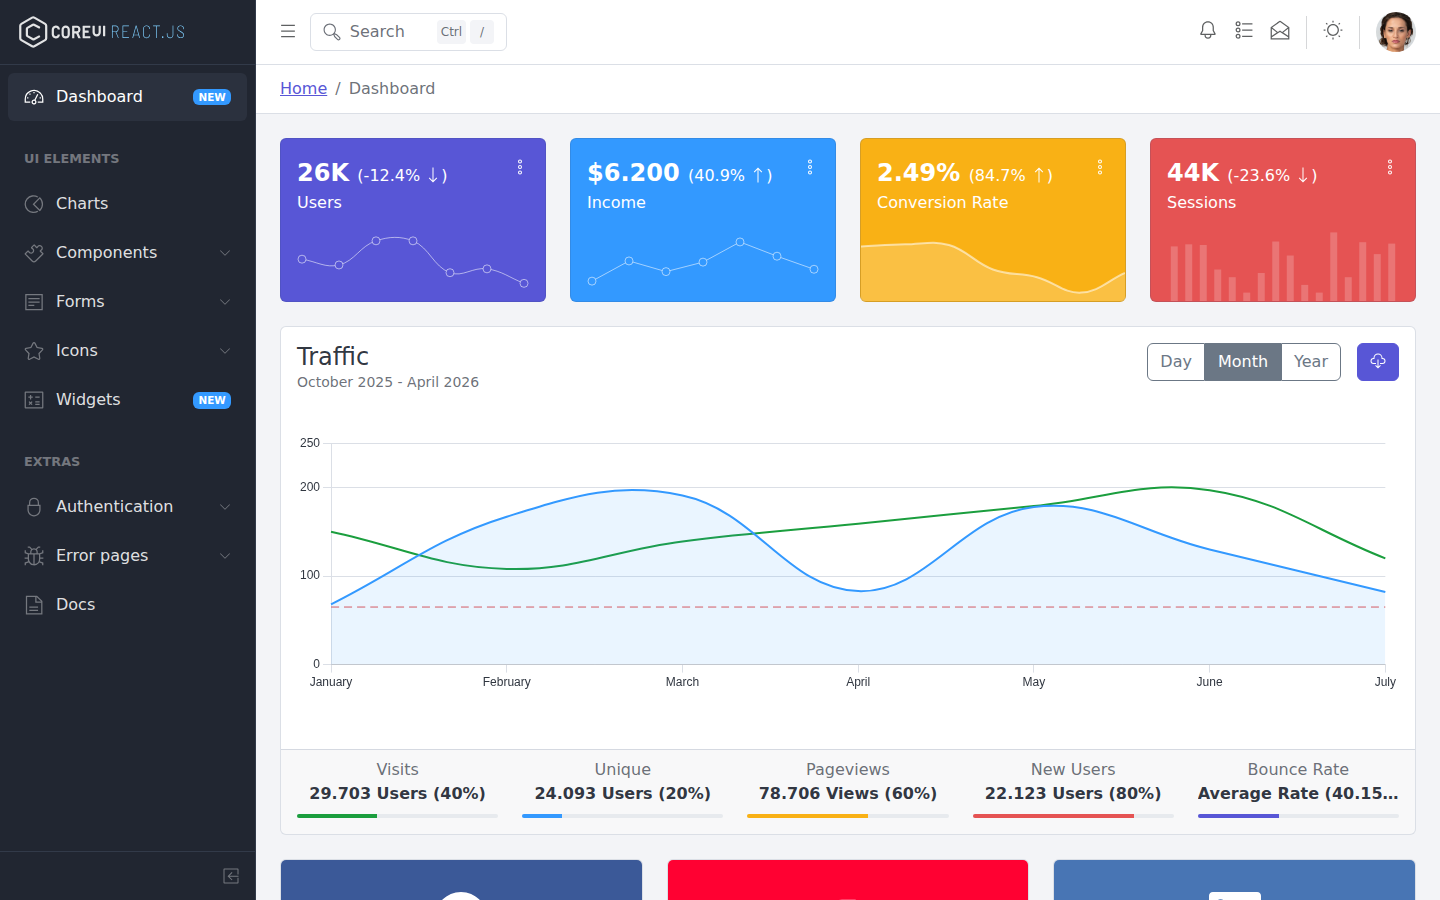 COREUI REACT.JS
Dashboard NEW
UI ELEMENTS
Charts
Components
Forms
Icons
Widgets NEW
EXTRAS
Authentication
Error pages
Docs
Search Ctrl /
Home / Dashboard
26K (-12.4% ↓)
Users
$6.200 (40.9% ↑)
Income
2.49% (84.7% ↑)
Conversion Rate
44K (-23.6% ↓)
Sessions
Traffic
October 2025 - April 2026
Day Month Year
250
200
100
0
January February March April May June July
Visits
29.703 Users (40%)
Unique
24.093 Users (20%)
Pageviews
78.706 Views (60%)
New Users
22.123 Users (80%)
Bounce Rate
Average Rate (40.15...